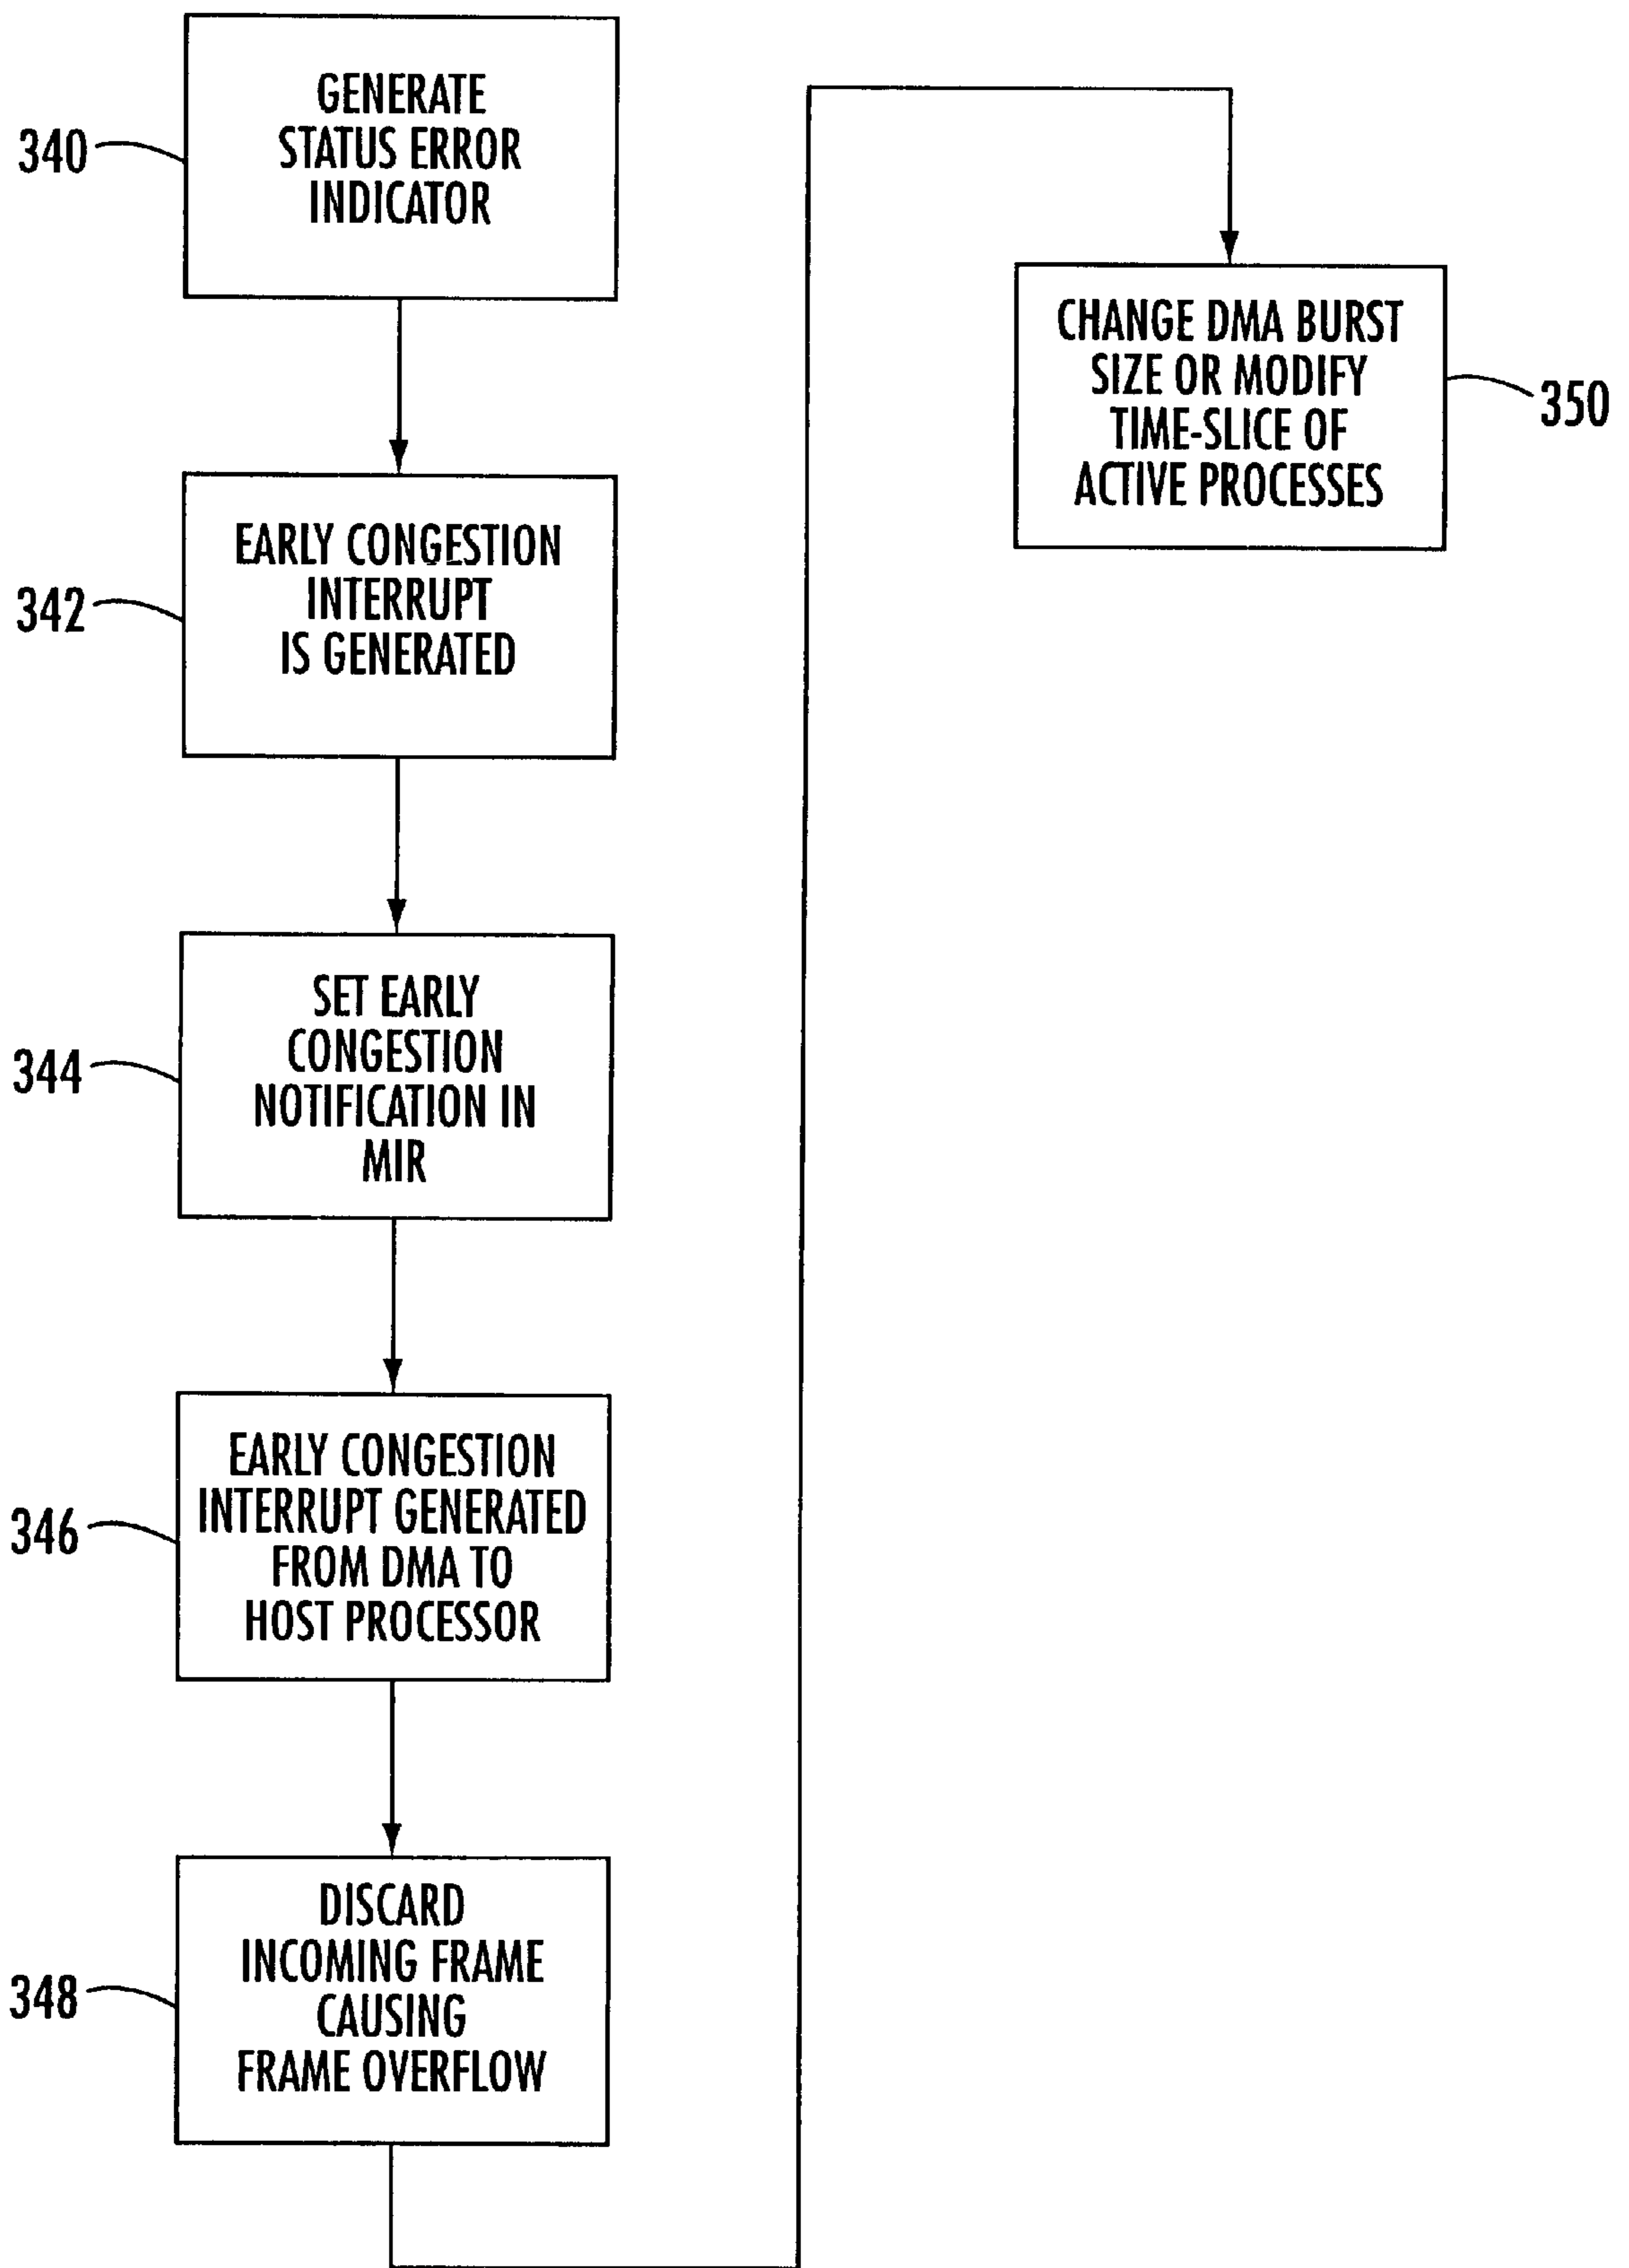 340
GENERATE
STATUS ERROR
INDICATOR
342
EARLY CONGESTION
INTERRUPT
IS GENERATED
344
SET EARLY
CONGESTION
NOTIFICATION IN
MIR
346
EARLY CONGESTION
INTERRUPT GENERATED
FROM DMA TO
HOST PROCESSOR
348
DISCARD
INCOMING FRAME
CAUSING
FRAME OVERFLOW
CHANGE DMA BURST
SIZE OR MODIFY
TIME-SLICE OF
ACTIVE PROCESSES
350